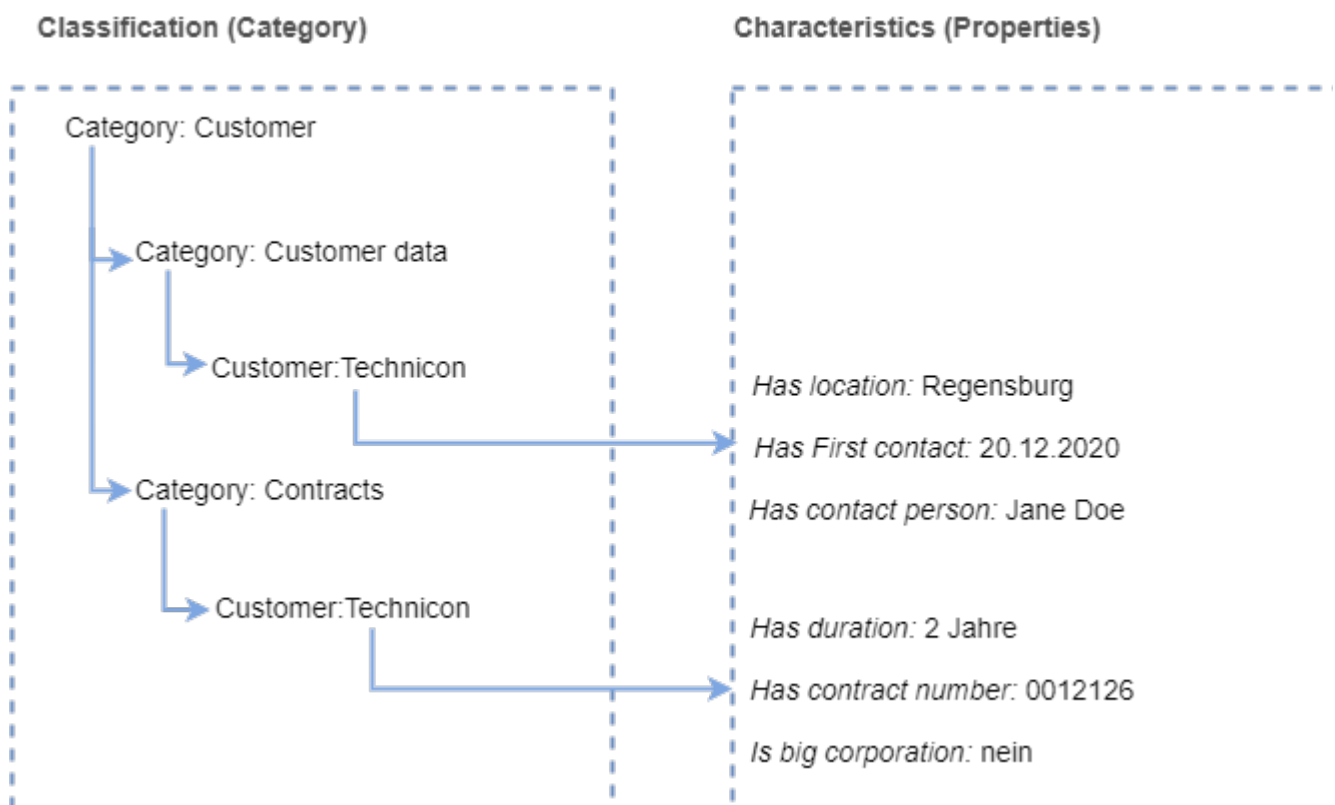 Classification (Category)
Characteristics (Properties)
Category: Customer
Category: Customer data
Customer:Technicon
Category: Contracts
Customer:Technicon
Has location: Regensburg
Has First contact: 20.12.2020
Has contact person: Jane Doe
Has duration: 2 Jahre
Has contract number: 0012126
Is big corporation: nein